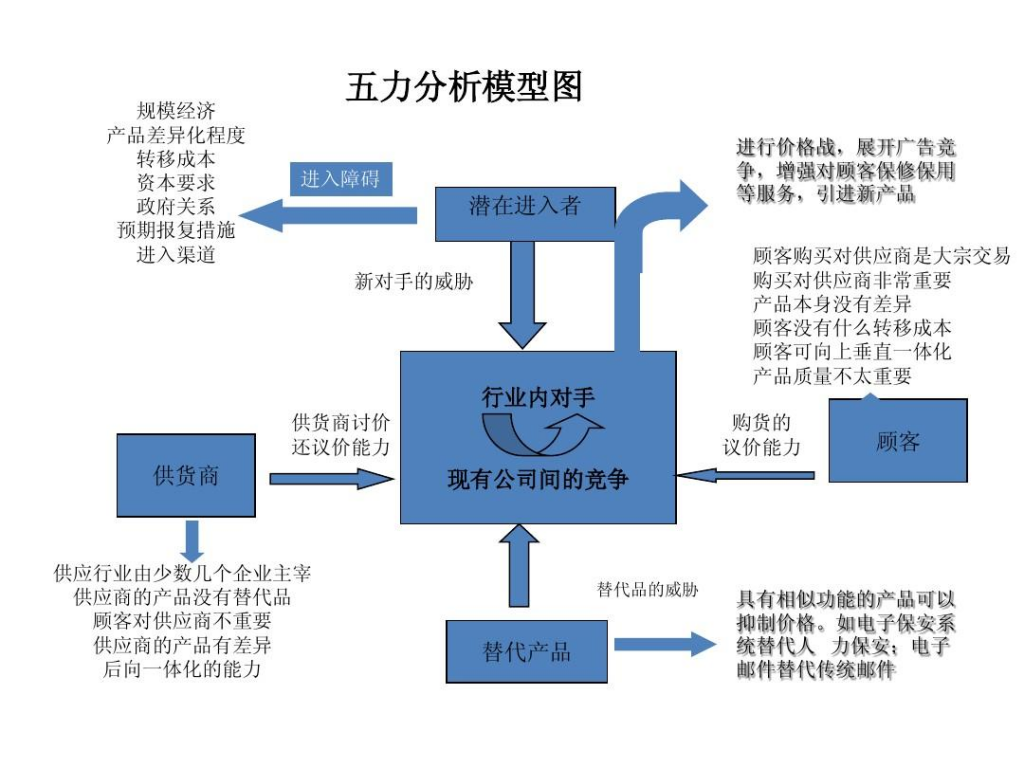 五力分析模型图
规模经济
产品差异化程度
转移成本
资本要求
政府关系
预期报复措施
进入渠道
进入障碍
潜在进入者
进行价格战，展开广告竞
争，增强对顾客保修保用
等服务，引进新产品
新对手的威胁
顾客购买对供应商是大宗交易
购买对供应商非常重要
产品本身没有差异
顾客没有什么转移成本
顾客可向上垂直一体化
产品质量不太重要
行业内对手
现有公司间的竞争
供货商讨价
还议价能力
购货的
议价能力
顾客
供货商
供应行业由少数几个企业主宰
供应商的产品没有替代品
顾客对供应商不重要
供应商的产品有差异
后向一体化的能力
替代品的威胁
替代产品
具有相似功能的产品可以
抑制价格。如电子保安系
统替代人 力保安；电子
邮件替代传统邮件